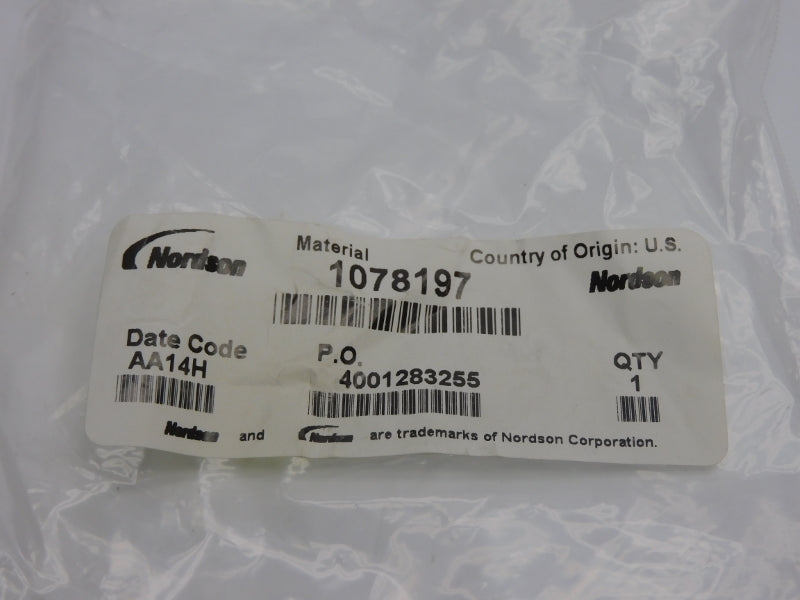 Nordson Material Country of Origin: U.S.
1078197 Nordson
Date Code P.O. QTY
AA14H 4001283255 1
Nordson and Nordson are trademarks of Nordson Corporation.